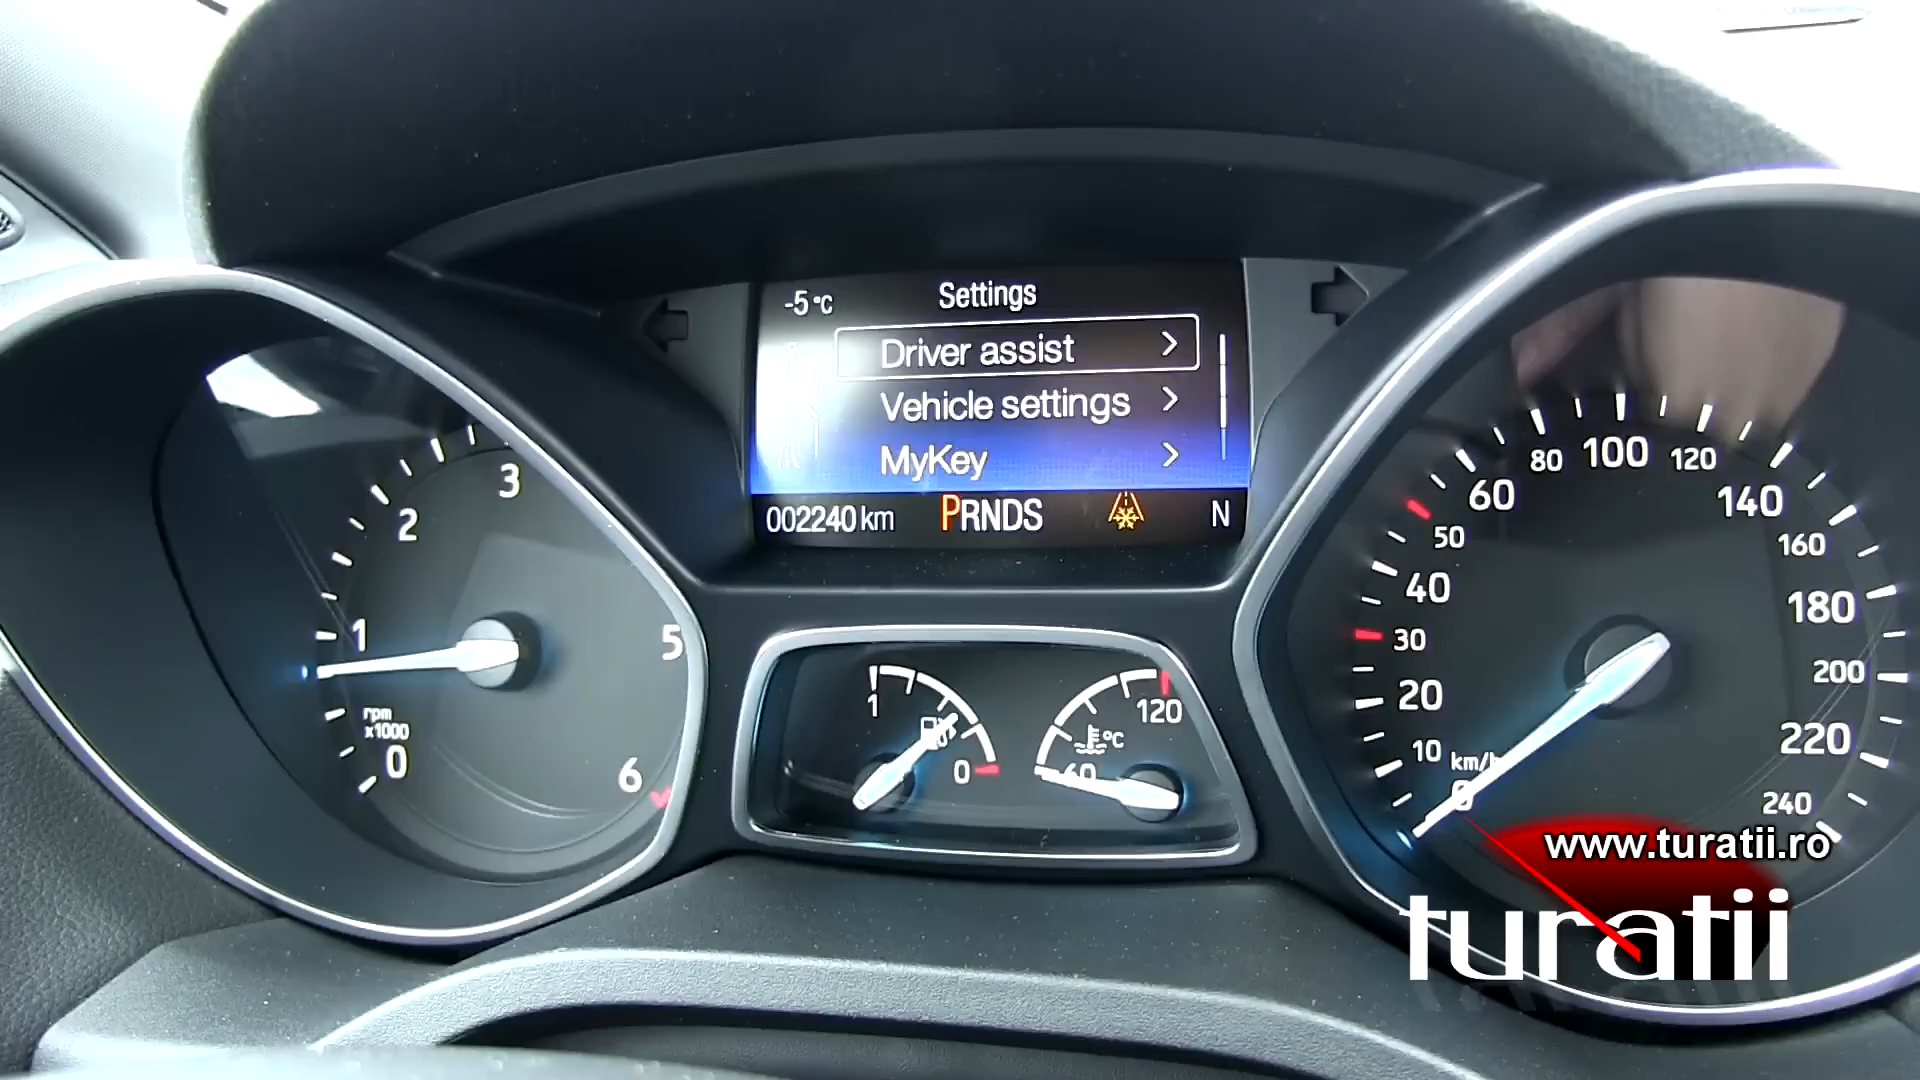 -5 °C
Settings
Driver assist >
Vehicle settings >
MyKey >
002240 km PRNDS N
0
1
2
3
5
6
rpm
x1000
1
0
60
120
°C
0
10
20
30
40
50
60
80
100
120
140
160
180
200
220
240
km/h
www.turatii.ro
turatii